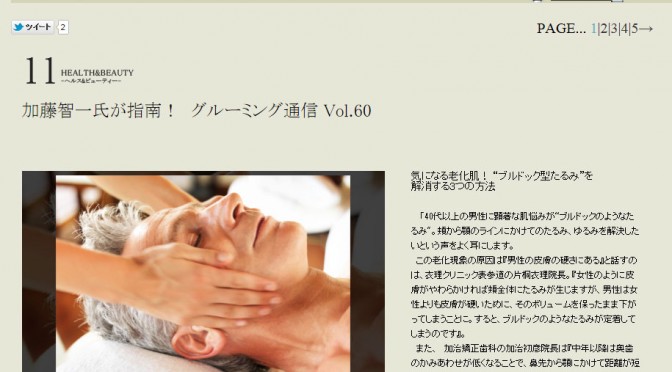 ツイート 2
PAGE... 1|2|3|4|5→
11 HEALTH&BEAUTY
~ヘルス&ビューティー~
加藤智一氏が指南！ グルーミング通信 Vol.60
気になる老化肌！ “ブルドック型たるみ”を
解消する3つの方法
「40代以上の男性に顕著な肌悩みが“ブルドックのようなた
るみ”。頬から顎のラインにかけてのたるみ、ゆるみを解決した
いという声をよく耳にします。
この老化現象の原因は『男性の皮膚の硬さにある』と話すの
は、衣理クリニック表参道の片桐衣理院長。『女性のように皮
膚がやわらかければ頬全体にたるみが生じますが、男性は女
性よりも皮膚が硬いために、そのボリュームを保ったまま下が
ってしまうことに。すると、ブルドックのようなたるみが定着して
しまうのです』。
また、 加治矯正歯科の加治初彦院長は『中年以降は奥歯
のかみあわせが低くなることで、鼻先から顎にかけて距離が短